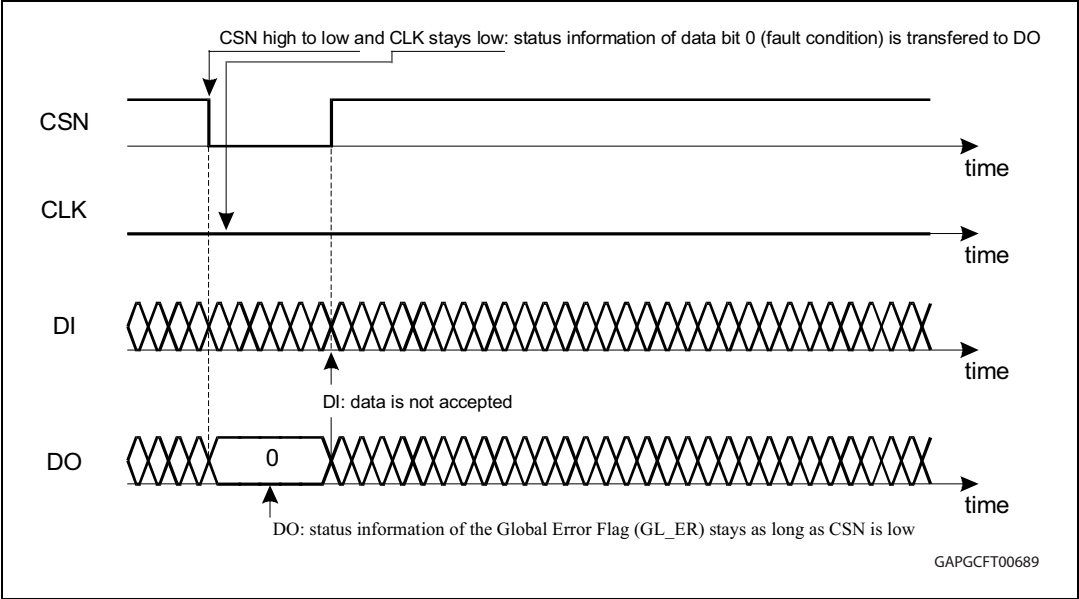 CSN high to low and CLK stays low: status information of data bit 0 (fault condition) is transfered to DO
CSN
time
CLK
time
DI
time
DI: data is not accepted
DO
0
time
DO: status information of the Global Error Flag (GL_ER) stays as long as CSN is low
GAPGCFT00689